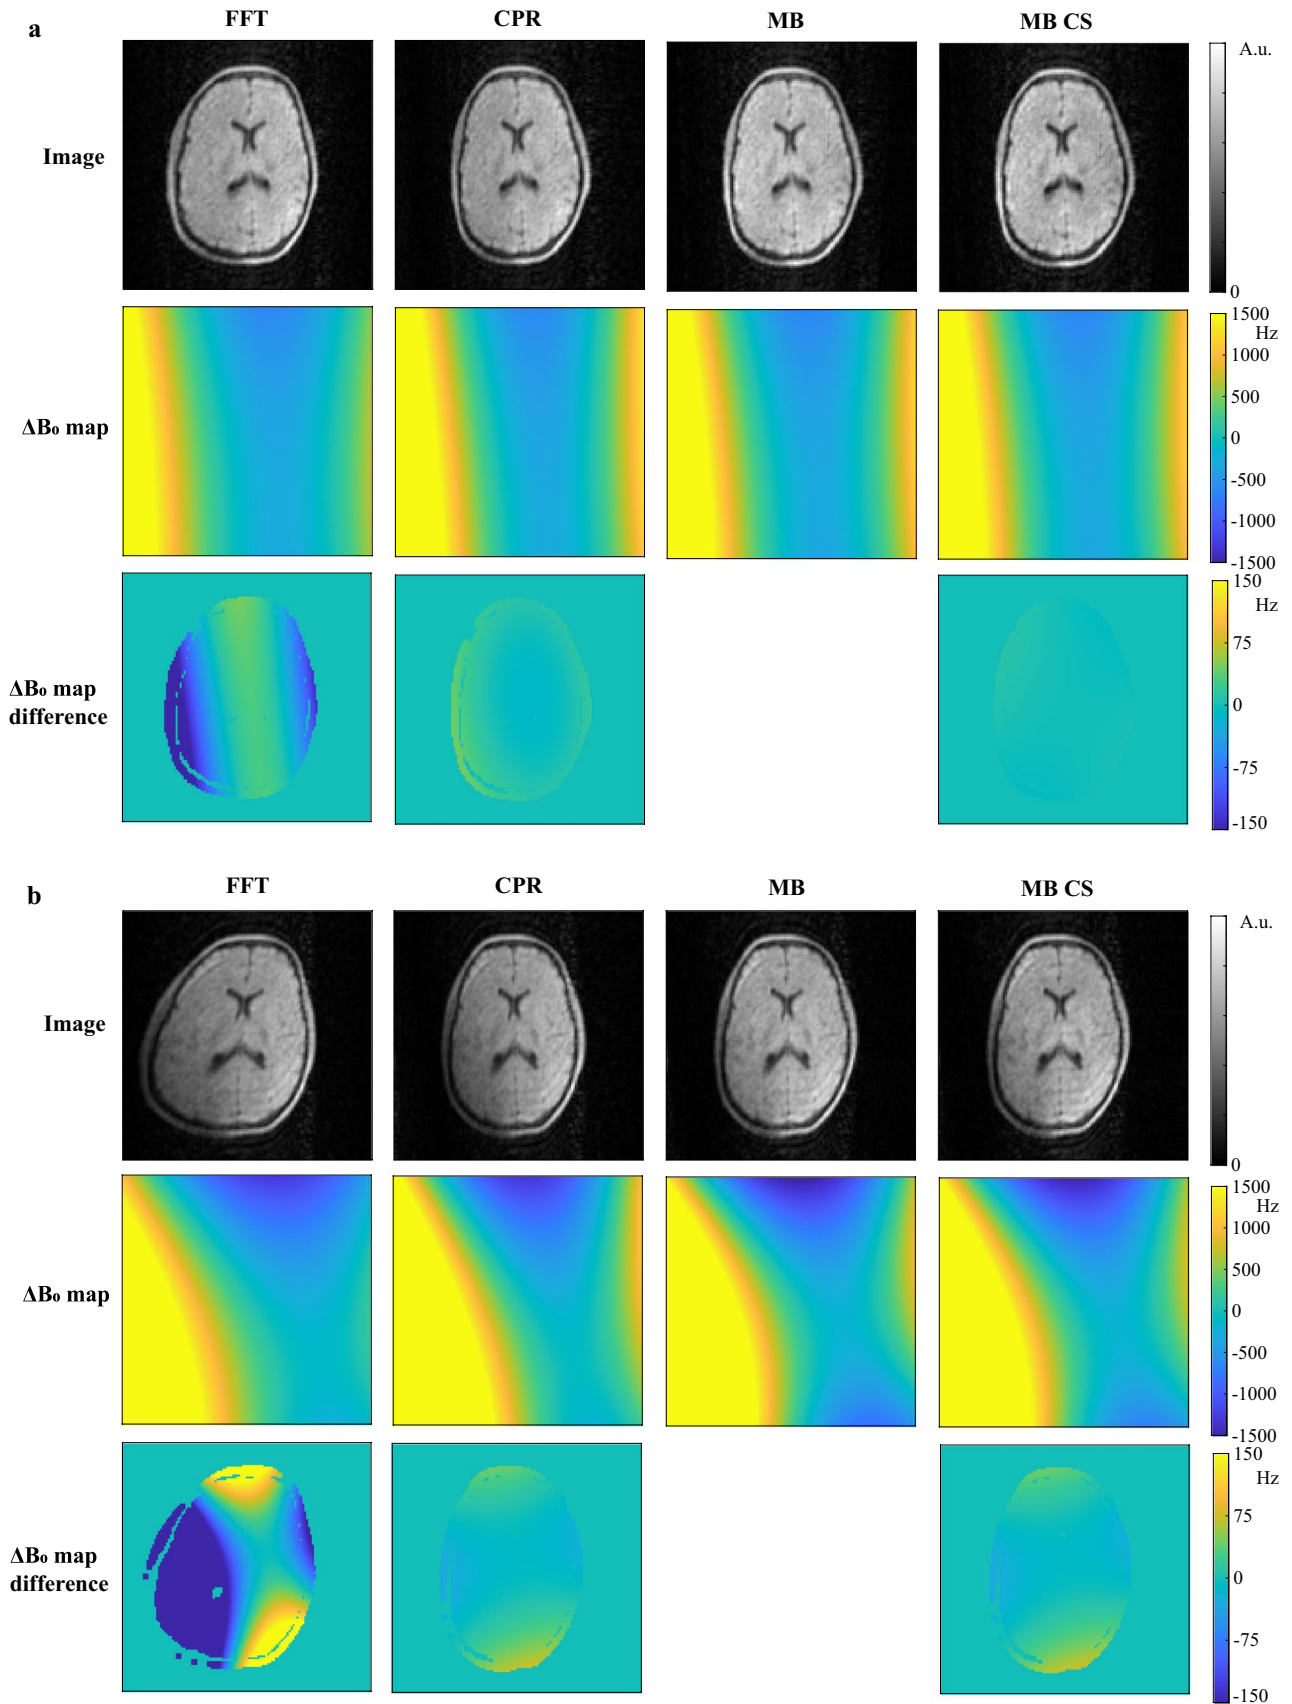 a
FFT
CPR
MB
MB CS
Image
A.u.
0
ΔB₀ map
1500
Hz
1000
500
0
-500
-1000
-1500
ΔB₀ map
difference
150
Hz
75
0
-75
-150
b
FFT
CPR
MB
MB CS
Image
A.u.
0
ΔB₀ map
1500
Hz
1000
500
0
-500
-1000
-1500
ΔB₀ map
difference
150
Hz
75
0
-75
-150